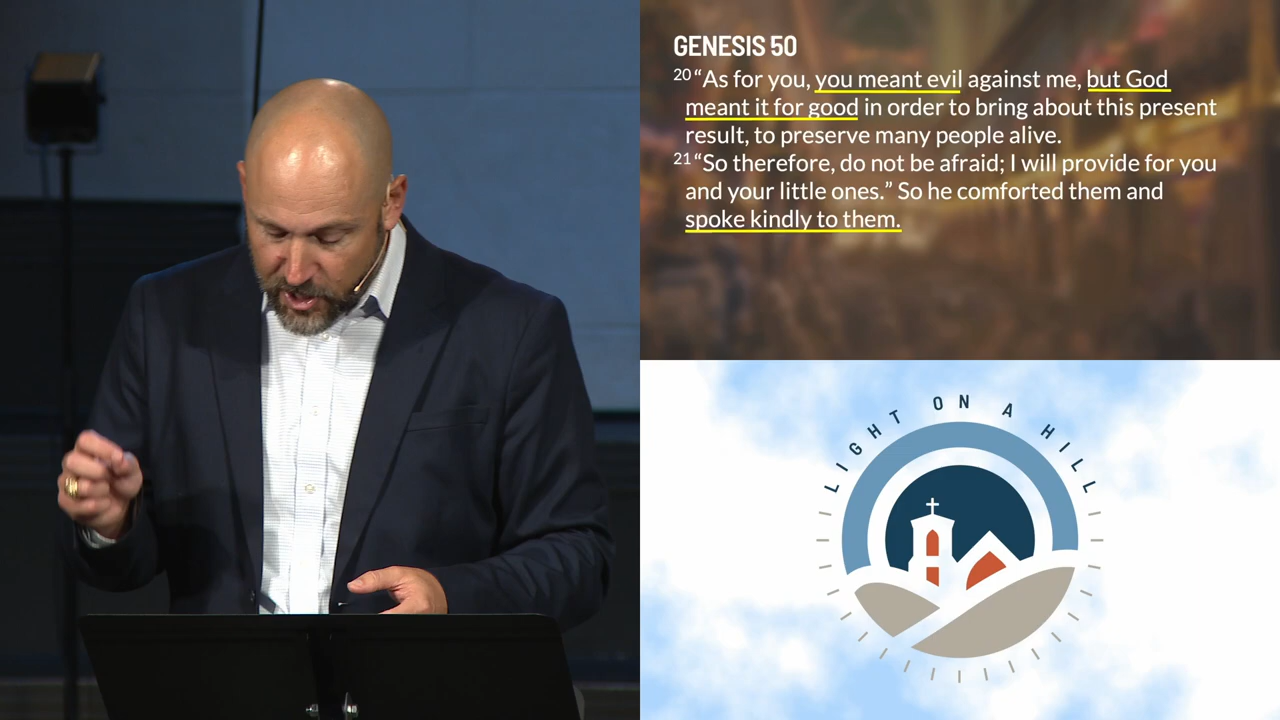 GENESIS 50
20 “As for you, you meant evil against me, but God
meant it for good in order to bring about this present
result, to preserve many people alive.
21 “So therefore, do not be afraid; I will provide for you
and your little ones.” So he comforted them and
spoke kindly to them.
LIGHT ON A HILL